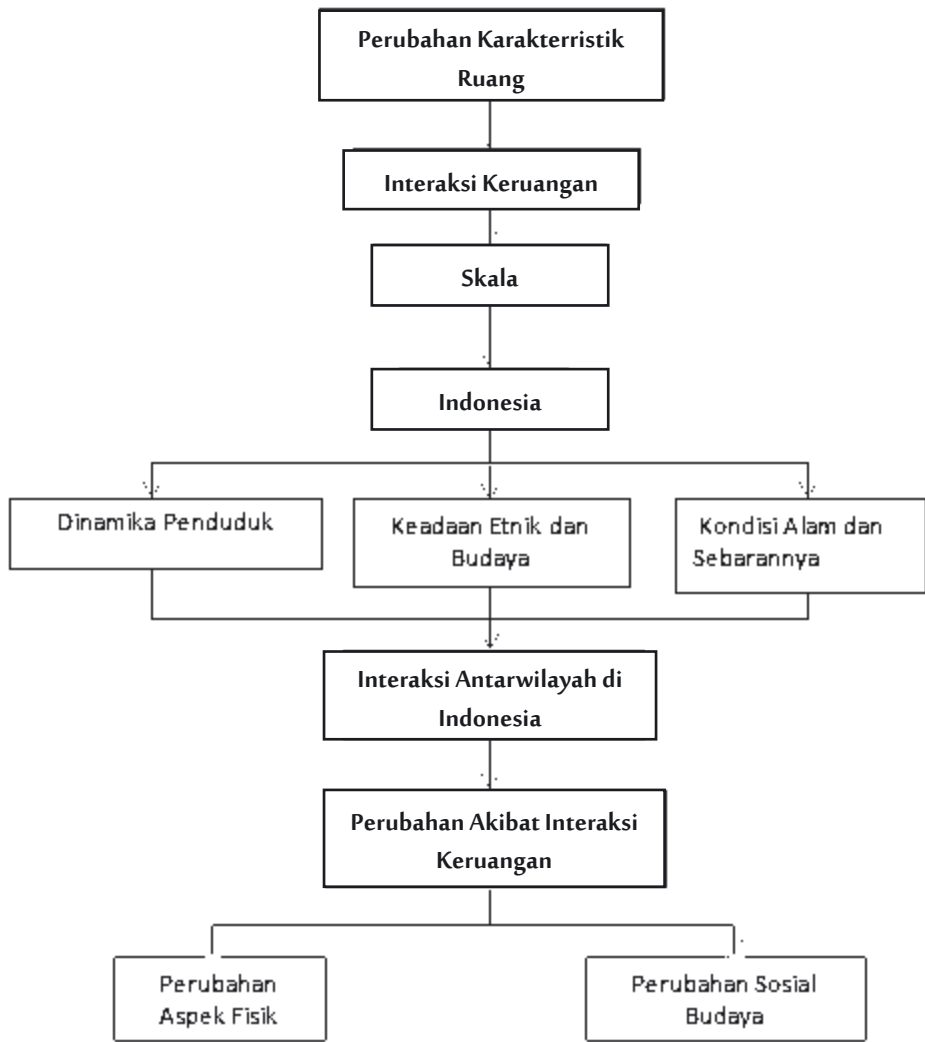 Perubahan Karakterristik
Ruang
Interaksi Keruangan
Skala
Indonesia
Dinamika Penduduk
Keadaan Etnik dan
Budaya
Kondisi Alam dan
Sebarannya
Interaksi Antarwilayah di
Indonesia
Perubahan Akibat Interaksi
Keruangan
Perubahan
Aspek Fisik
Perubahan Sosial
Budaya